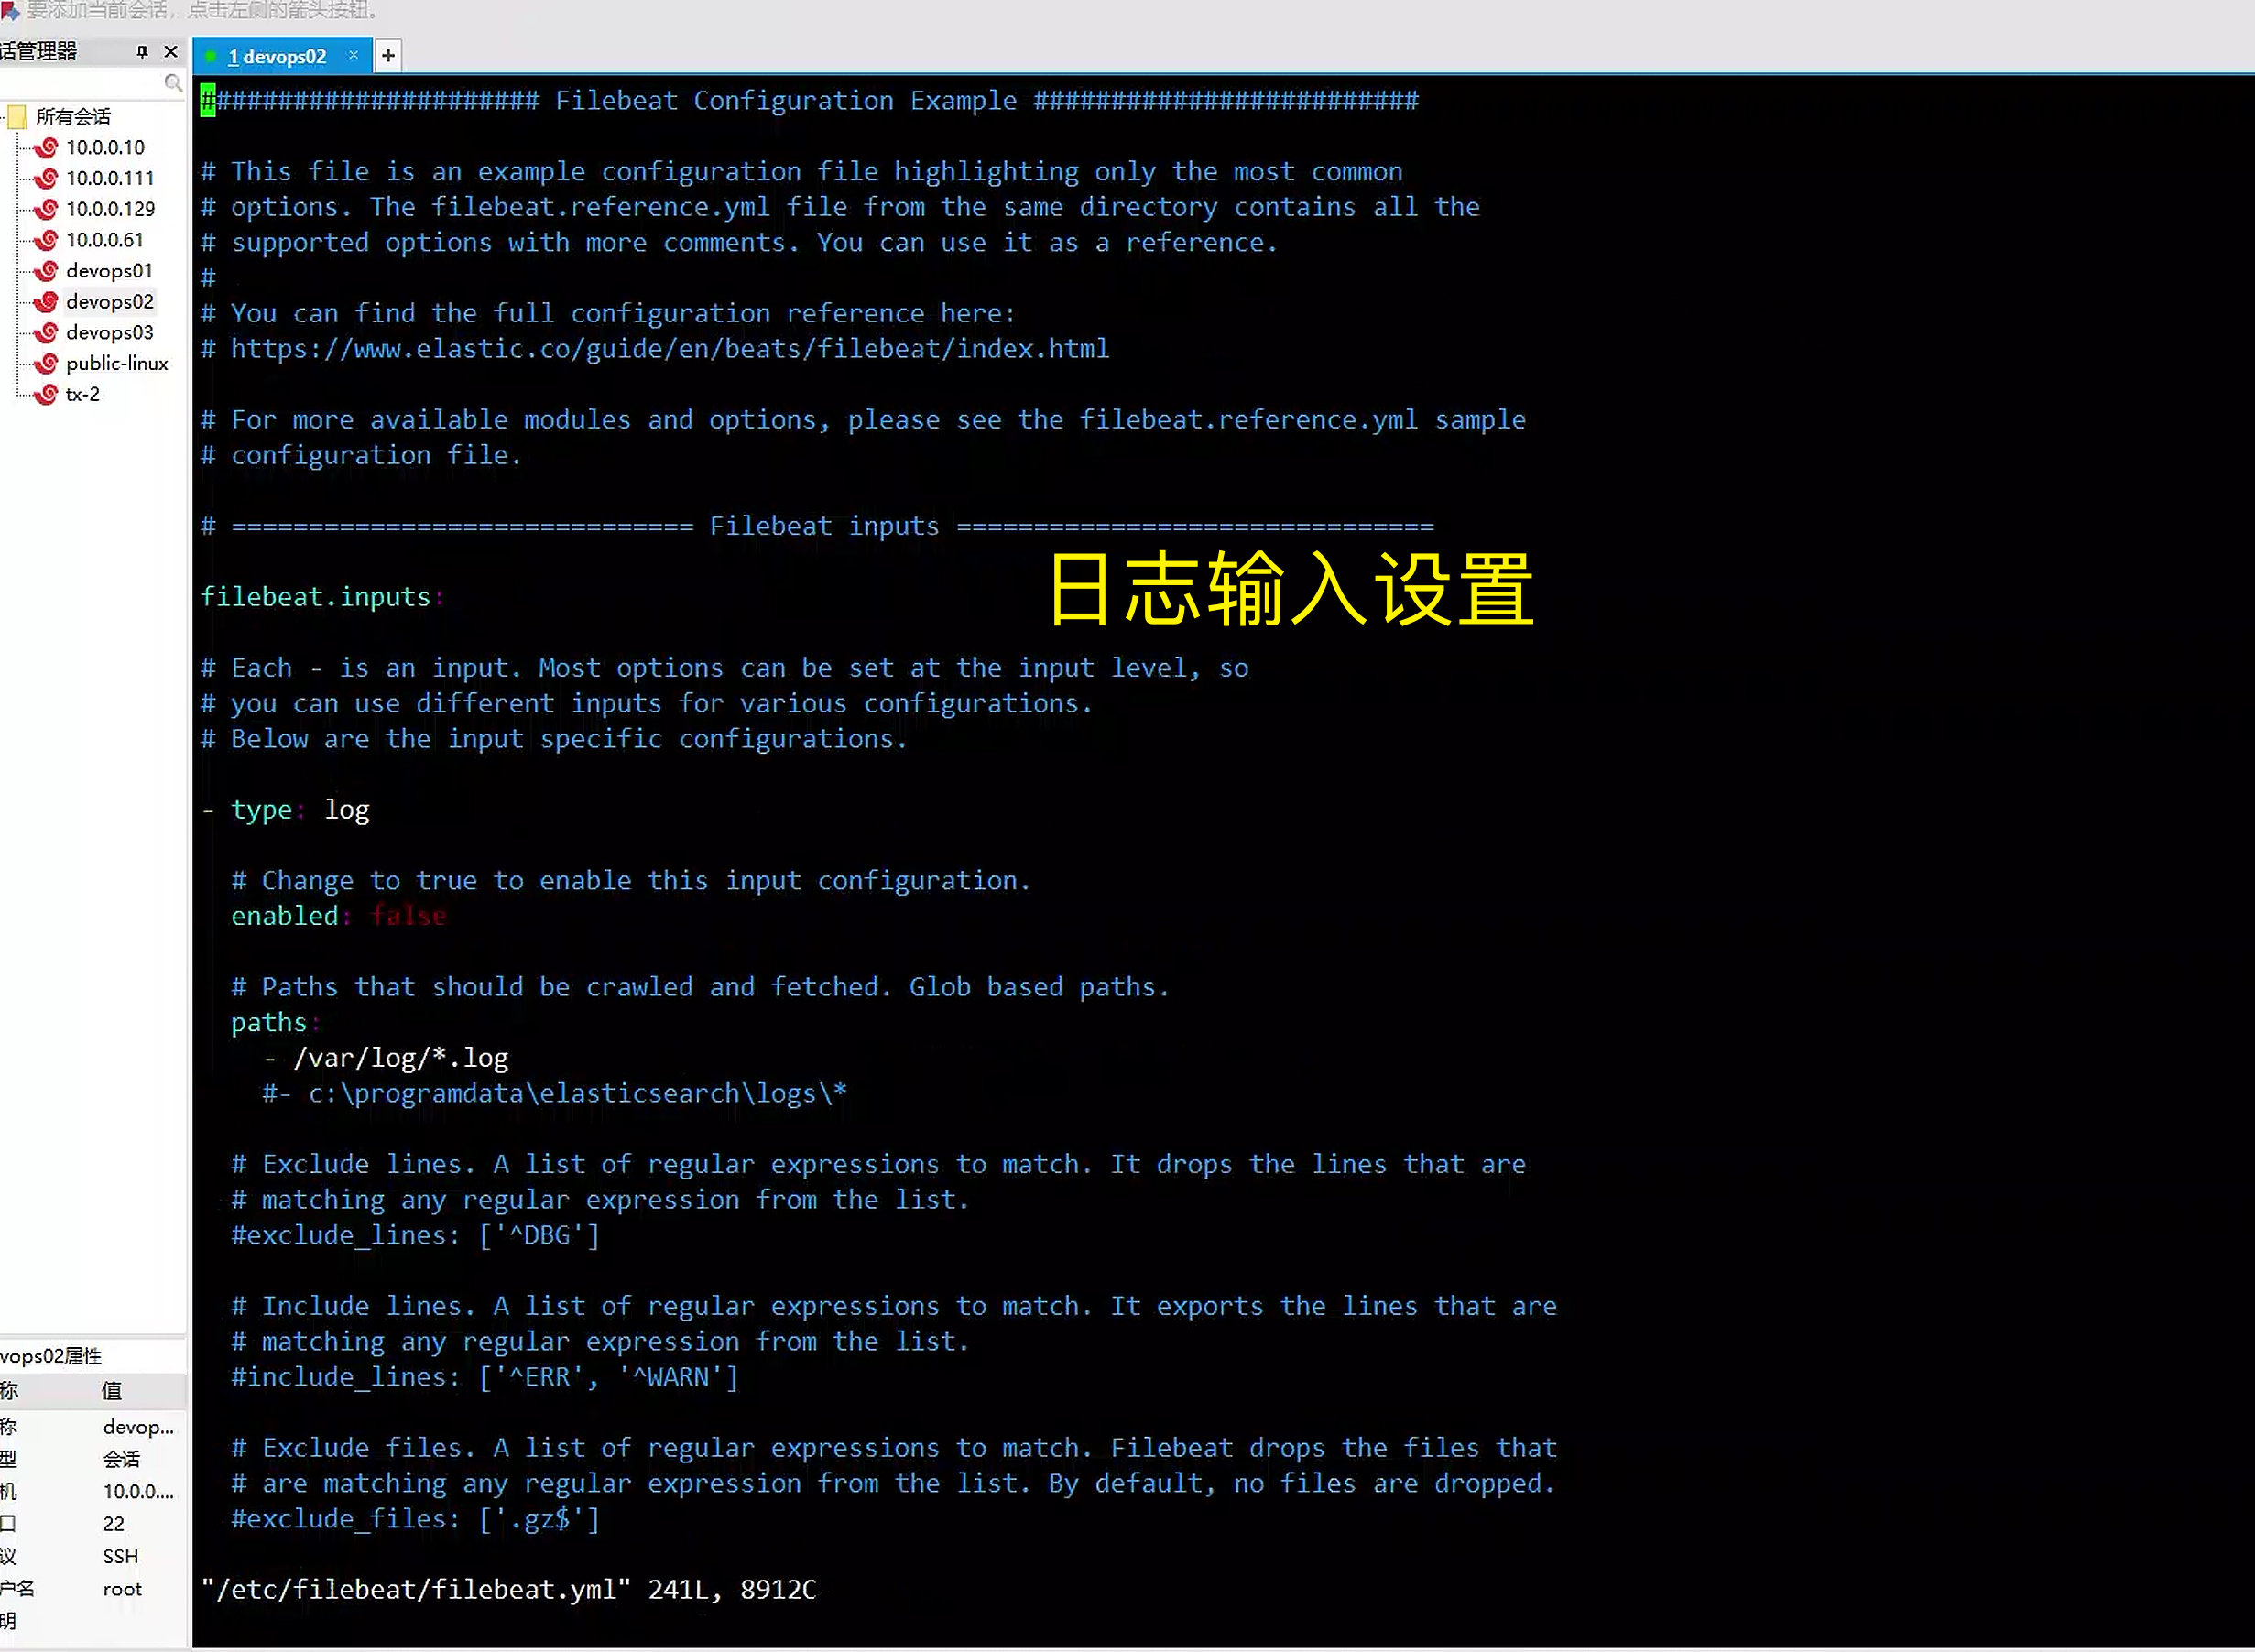 要添加当前会话，点击左侧的箭头按钮。
话管理器
1 devops02
+
所有会话
10.0.0.10
10.0.0.111
10.0.0.129
10.0.0.61
devops01
devops02
devops03
public-linux
tx-2
vops02属性
称 值
称 devop...
型 会话
机 10.0.0....
口 22
议 SSH
户名 root
明
###################### Filebeat Configuration Example #########################
# This file is an example configuration file highlighting only the most common
# options. The filebeat.reference.yml file from the same directory contains all the
# supported options with more comments. You can use it as a reference.
#
# You can find the full configuration reference here:
# https://www.elastic.co/guide/en/beats/filebeat/index.html
# For more available modules and options, please see the filebeat.reference.yml sample
# configuration file.
# ============================== Filebeat inputs ===============================
日志输入设置
filebeat.inputs:
# Each - is an input. Most options can be set at the input level, so
# you can use different inputs for various configurations.
# Below are the input specific configurations.
- type: log
# Change to true to enable this input configuration.
enabled: false
# Paths that should be crawled and fetched. Glob based paths.
paths:
- /var/log/*.log
#- c:\programdata\elasticsearch\logs\*
# Exclude lines. A list of regular expressions to match. It drops the lines that are
# matching any regular expression from the list.
#exclude_lines: ['^DBG']
# Include lines. A list of regular expressions to match. It exports the lines that are
# matching any regular expression from the list.
#include_lines: ['^ERR', '^WARN']
# Exclude files. A list of regular expressions to match. Filebeat drops the files that
# are matching any regular expression from the list. By default, no files are dropped.
#exclude_files: ['.gz$']
"/etc/filebeat/filebeat.yml" 241L, 8912C